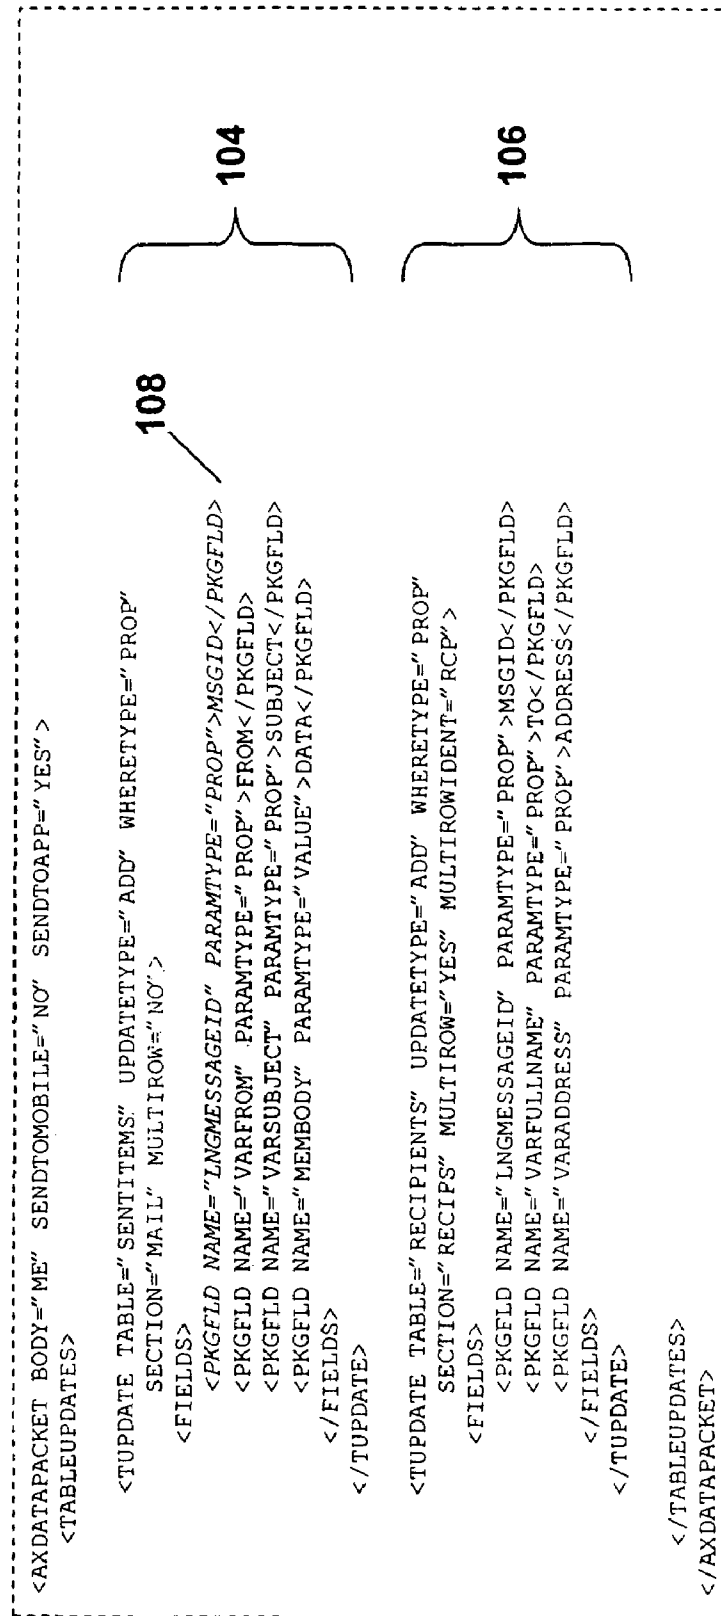 <AXDATAPACKET BODY="ME" SENDTOMOBILE="NO" SENDTOAPP="YES">
<TABLEUPDATES>
<TUPDATE TABLE="SENTITEMS" UPDATETYPE="ADD" WHERETYPE="PROP"
SECTION="MAIL" MULTIROW="NO">
<FIELDS>
<PKGFLD NAME="LNGMESSAGEID" PARAMTYPE="PROP">MSGID</PKGFLD>
<PKGFLD NAME="VARFROM" PARAMTYPE="PROP">FROM</PKGFLD>
<PKGFLD NAME="VARSUBJECT" PARAMTYPE="PROP">SUBJECT</PKGFLD>
<PKGFLD NAME="MEMBODY" PARAMTYPE="VALUE">DATA</PKGFLD>
</FIELDS>
</TUPDATE>
108
104
<TUPDATE TABLE="RECIPIENTS" UPDATETYPE="ADD" WHERETYPE="PROP"
SECTION="RECIPS" MULTIROW="YES" MULTIROWIDENT="RCP">
<FIELDS>
<PKGFLD NAME="LNGMESSAGEID" PARAMTYPE="PROP">MSGID</PKGFLD>
<PKGFLD NAME="VARFULLNAME" PARAMTYPE="PROP">TO</PKGFLD>
<PKGFLD NAME="VARADDRESS" PARAMTYPE="PROP">ADDRESS</PKGFLD>
</FIELDS>
</TUPDATE>
106
</TABLEUPDATES>
</AXDATAPACKET>